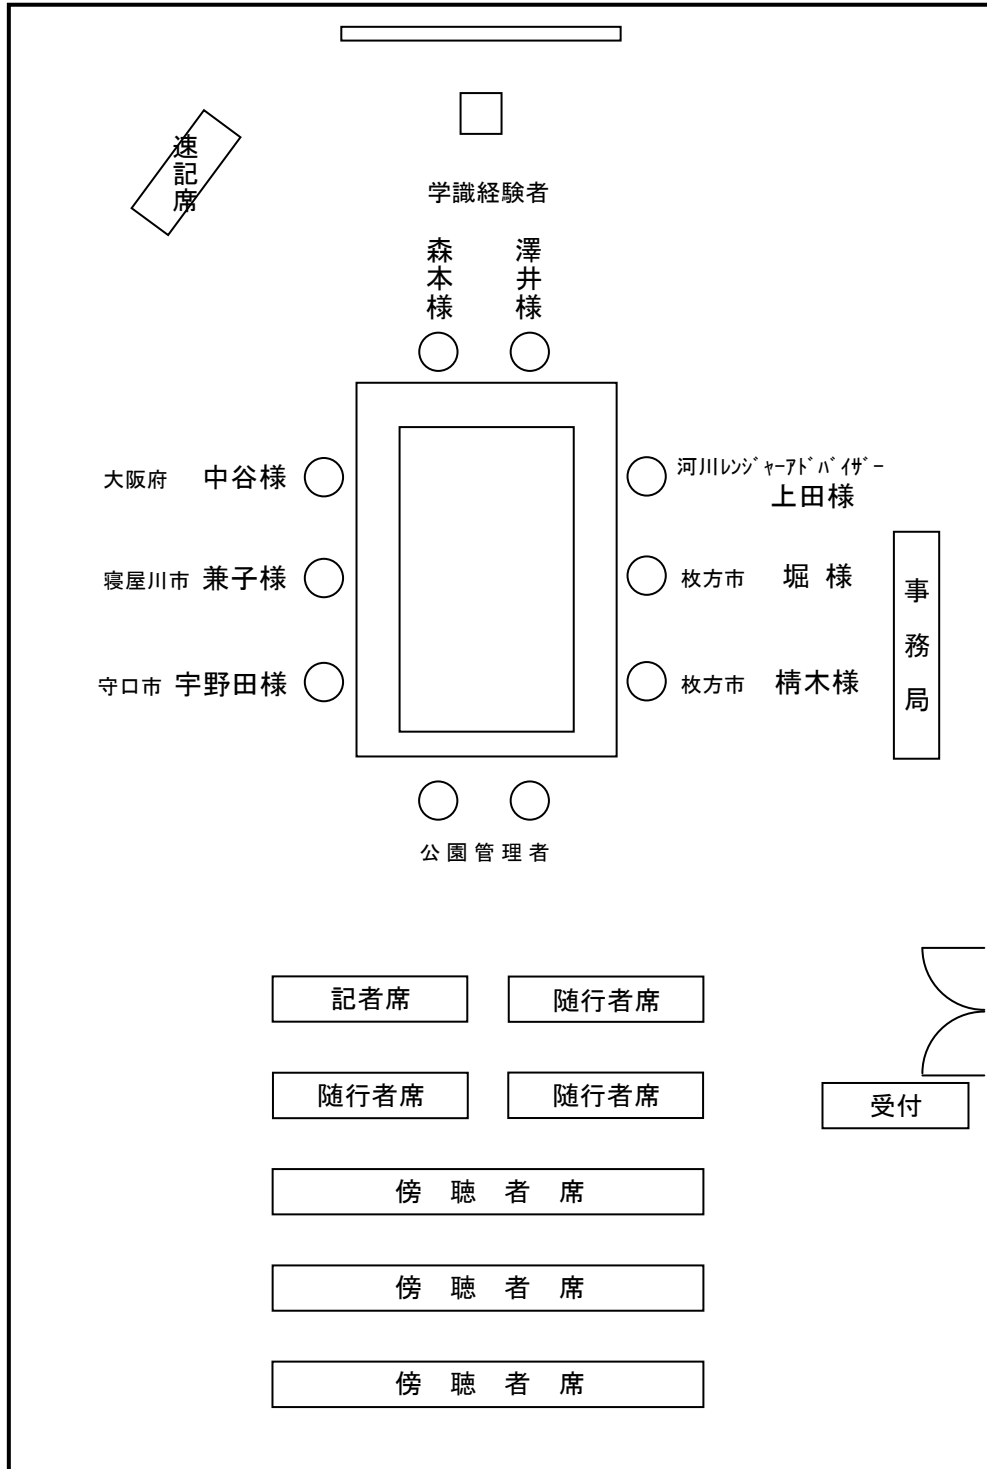 速記席
学識経験者
森本様
澤井様
大阪府 中谷様
河川ﾚﾝｼﾞｬｰｱﾄﾞﾊﾞｲｻﾞｰ
上田様
寝屋川市 兼子様
枚方市 堀 様
守口市 宇野田様
枚方市 棈木様
事務局
公園管理者
記者席
随行者席
随行者席
随行者席
受付
傍聴者席
傍聴者席
傍聴者席